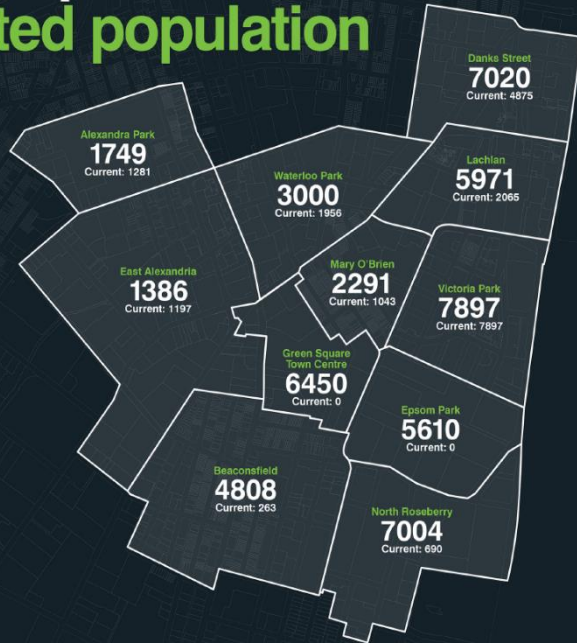 ted population
Danks Street
7020
Current: 4875
Alexandra Park
1749
Current: 1281
Lachlan
5971
Current: 2065
Waterloo Park
3000
Current: 1956
Mary O'Brien
2291
Current: 1043
East Alexandria
1386
Current: 1197
Victoria Park
7897
Current: 7897
Green Square
Town Centre
6450
Current: 0
Epsom Park
5610
Current: 0
Beaconsfield
4808
Current: 263
North Roseberry
7004
Current: 690